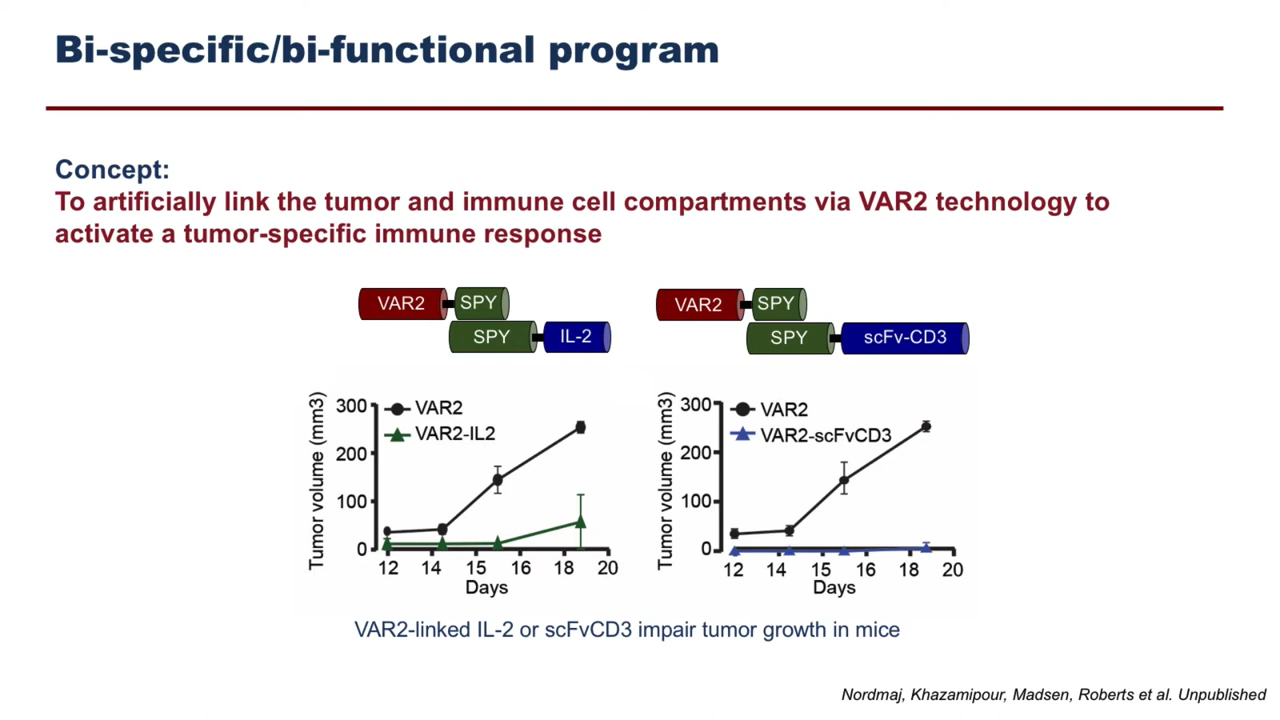 Bi-specific/bi-functional program
Concept:
To artificially link the tumor and immune cell compartments via VAR2 technology to
activate a tumor-specific immune response
VAR2 SPY
SPY IL-2
VAR2 SPY
SPY scFv-CD3
Tumor volume (mm3)
300
200
100
0
VAR2
VAR2-IL2
12 14 15 16 18 20
Days
Tumor volume (mm3)
300
200
100
0
VAR2
VAR2-scFvCD3
12 14 15 16 18 20
Days
VAR2-linked IL-2 or scFvCD3 impair tumor growth in mice
Nordmaj, Khazamipour, Madsen, Roberts et al. Unpublished